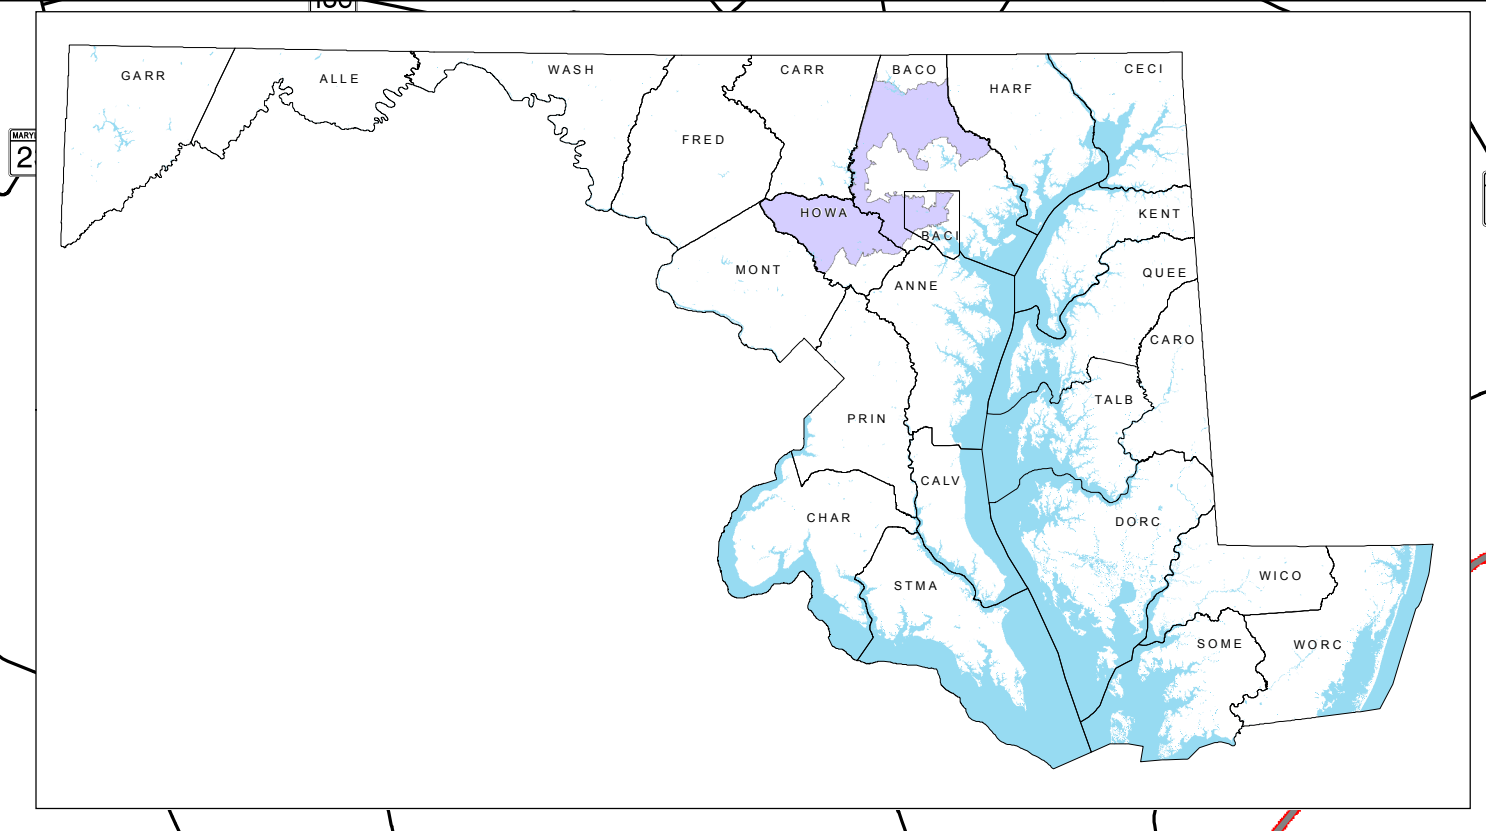 GARR
ALLE
WASH
CARR
BACO
HARF
CECI
FRED
HOWA
BACI
KENT
MONT
ANNE
QUEE
CARO
TALB
PRIN
CALV
CHAR
DORC
STMA
WICO
SOME
WORC